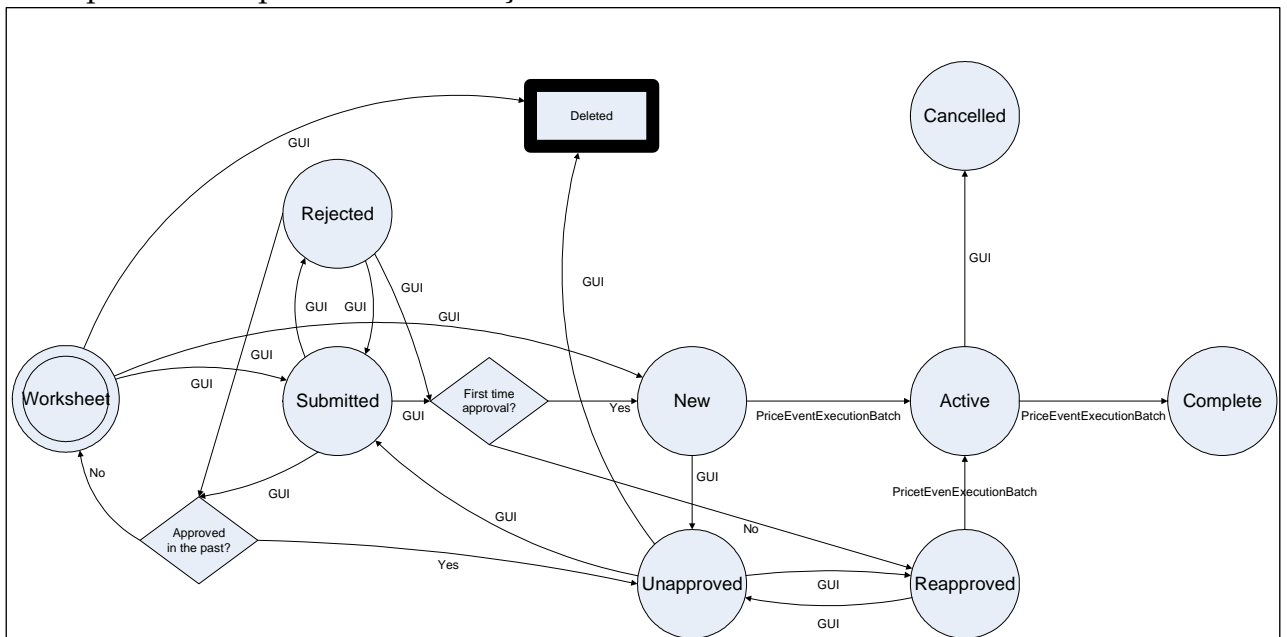 Deleted
Cancelled
GUI
Rejected
GUI
GUI
GUI
GUI
GUI
GUI
GUI
GUI
Worksheet
GUI
Submitted
GUI
First time
approval?
Yes
New
PriceEventExecutionBatch
Active
PriceEventExecutionBatch
Complete
No
GUI
GUI
PricetEvenExecutionBatch
Approved
in the past?
GUI
No
Yes
Unapproved
GUI
Reapproved
GUI